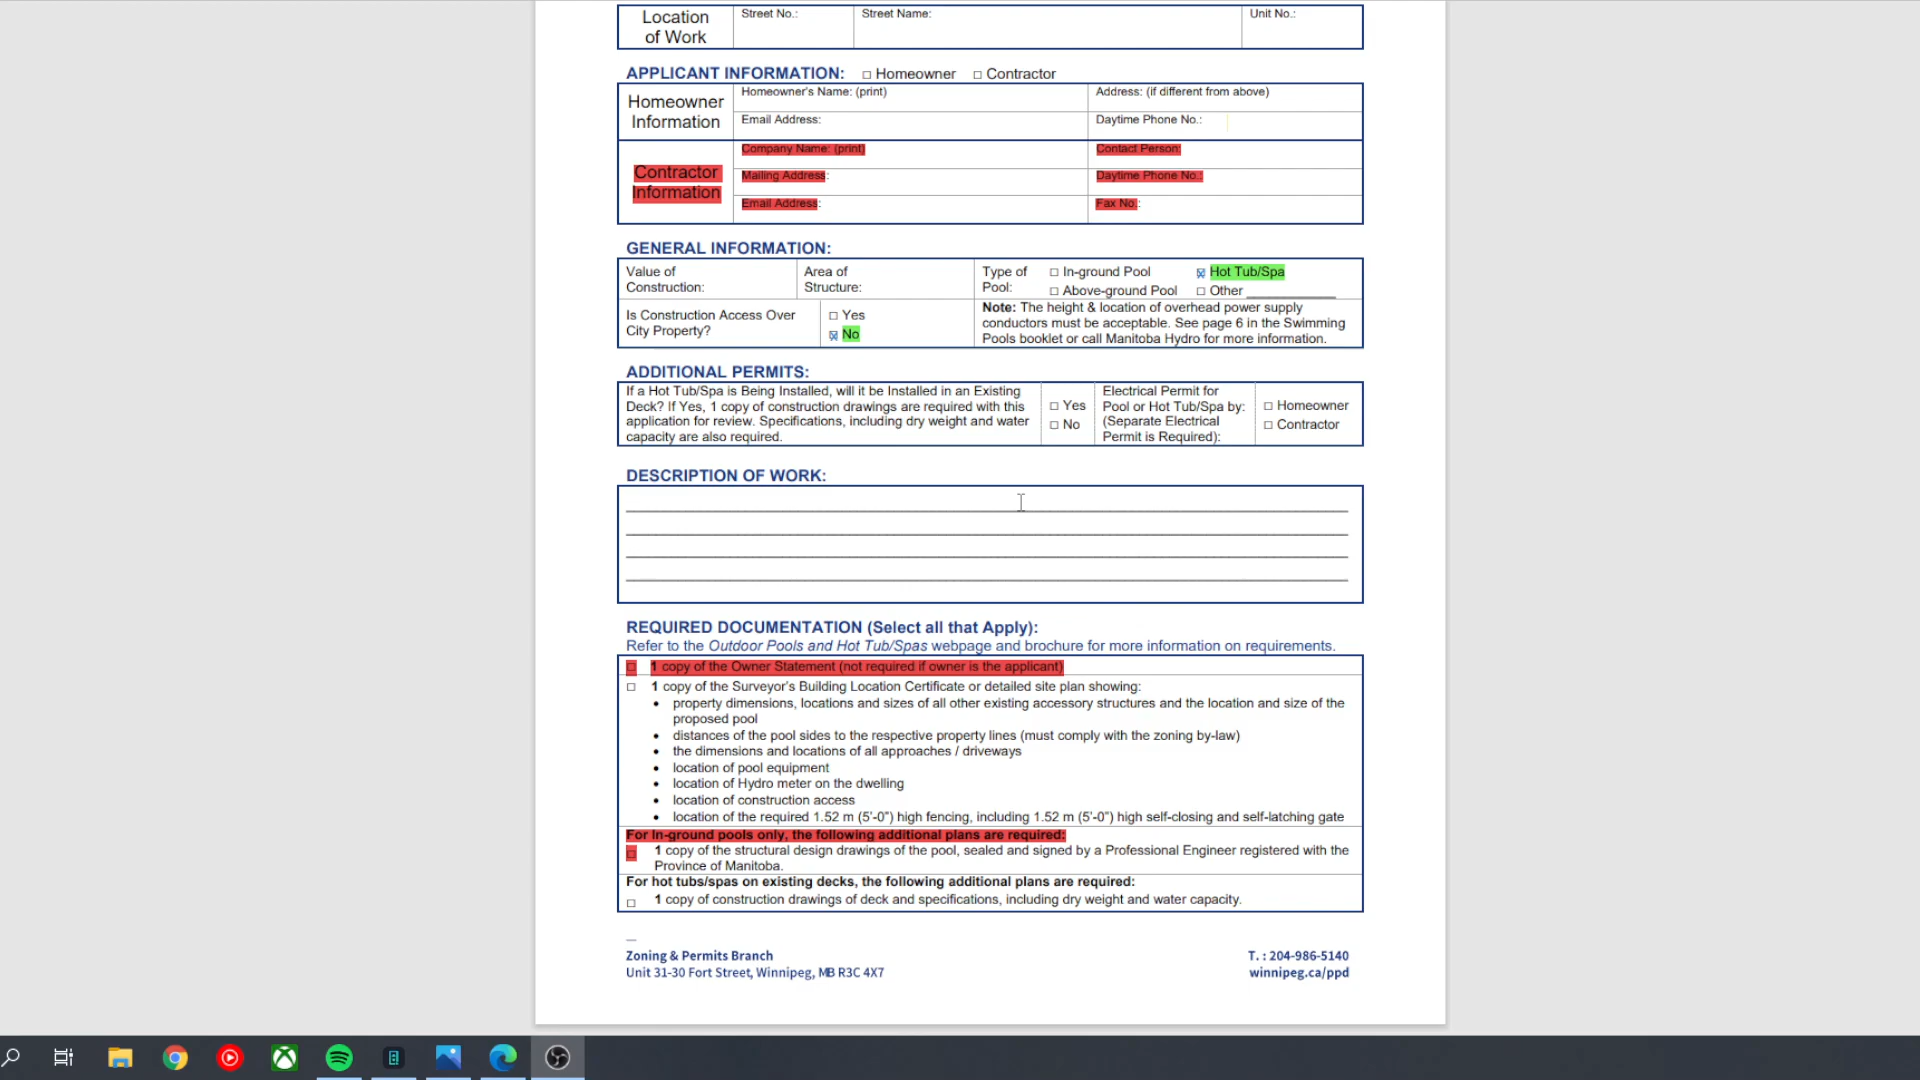 Location
of Work
Street No.:
Street Name:
Unit No.:
APPLICANT INFORMATION: □ Homeowner □ Contractor
Homeowner
Information
Homeowner's Name: (print)
Address: (if different from above)
Email Address:
Daytime Phone No.:
Contractor
Information
Company Name: (print)
Contact Person:
Mailing Address:
Daytime Phone No.:
Email Address:
Fax No.:
GENERAL INFORMATION:
Value of
Construction:
Area of
Structure:
Type of
Pool:
□ In-ground Pool
☒ Hot Tub/Spa
□ Above-ground Pool
□ Other ____________
Is Construction Access Over
City Property?
□ Yes
☒ No
Note: The height & location of overhead power supply
conductors must be acceptable. See page 6 in the Swimming
Pools booklet or call Manitoba Hydro for more information.
ADDITIONAL PERMITS:
If a Hot Tub/Spa is Being Installed, will it be Installed in an Existing
Deck? If Yes, 1 copy of construction drawings are required with this
application for review. Specifications, including dry weight and water
capacity are also required.
□ Yes
□ No
Electrical Permit for
Pool or Hot Tub/Spa by:
(Separate Electrical
Permit is Required):
□ Homeowner
□ Contractor
DESCRIPTION OF WORK:
REQUIRED DOCUMENTATION (Select all that Apply):
Refer to the Outdoor Pools and Hot Tub/Spas webpage and brochure for more information on requirements.
□ 1 copy of the Owner Statement (not required if owner is the applicant)
□ 1 copy of the Surveyor's Building Location Certificate or detailed site plan showing:
• property dimensions, locations and sizes of all other existing accessory structures and the location and size of the
proposed pool
• distances of the pool sides to the respective property lines (must comply with the zoning by-law)
• the dimensions and locations of all approaches / driveways
• location of pool equipment
• location of Hydro meter on the dwelling
• location of construction access
• location of the required 1.52 m (5'-0") high fencing, including 1.52 m (5'-0") high self-closing and self-latching gate
For In-ground pools only, the following additional plans are required:
□ 1 copy of the structural design drawings of the pool, sealed and signed by a Professional Engineer registered with the
Province of Manitoba.
For hot tubs/spas on existing decks, the following additional plans are required:
□ 1 copy of construction drawings of deck and specifications, including dry weight and water capacity.
Zoning & Permits Branch
Unit 31-30 Fort Street, Winnipeg, MB R3C 4X7
T. : 204-986-5140
winnipeg.ca/ppd